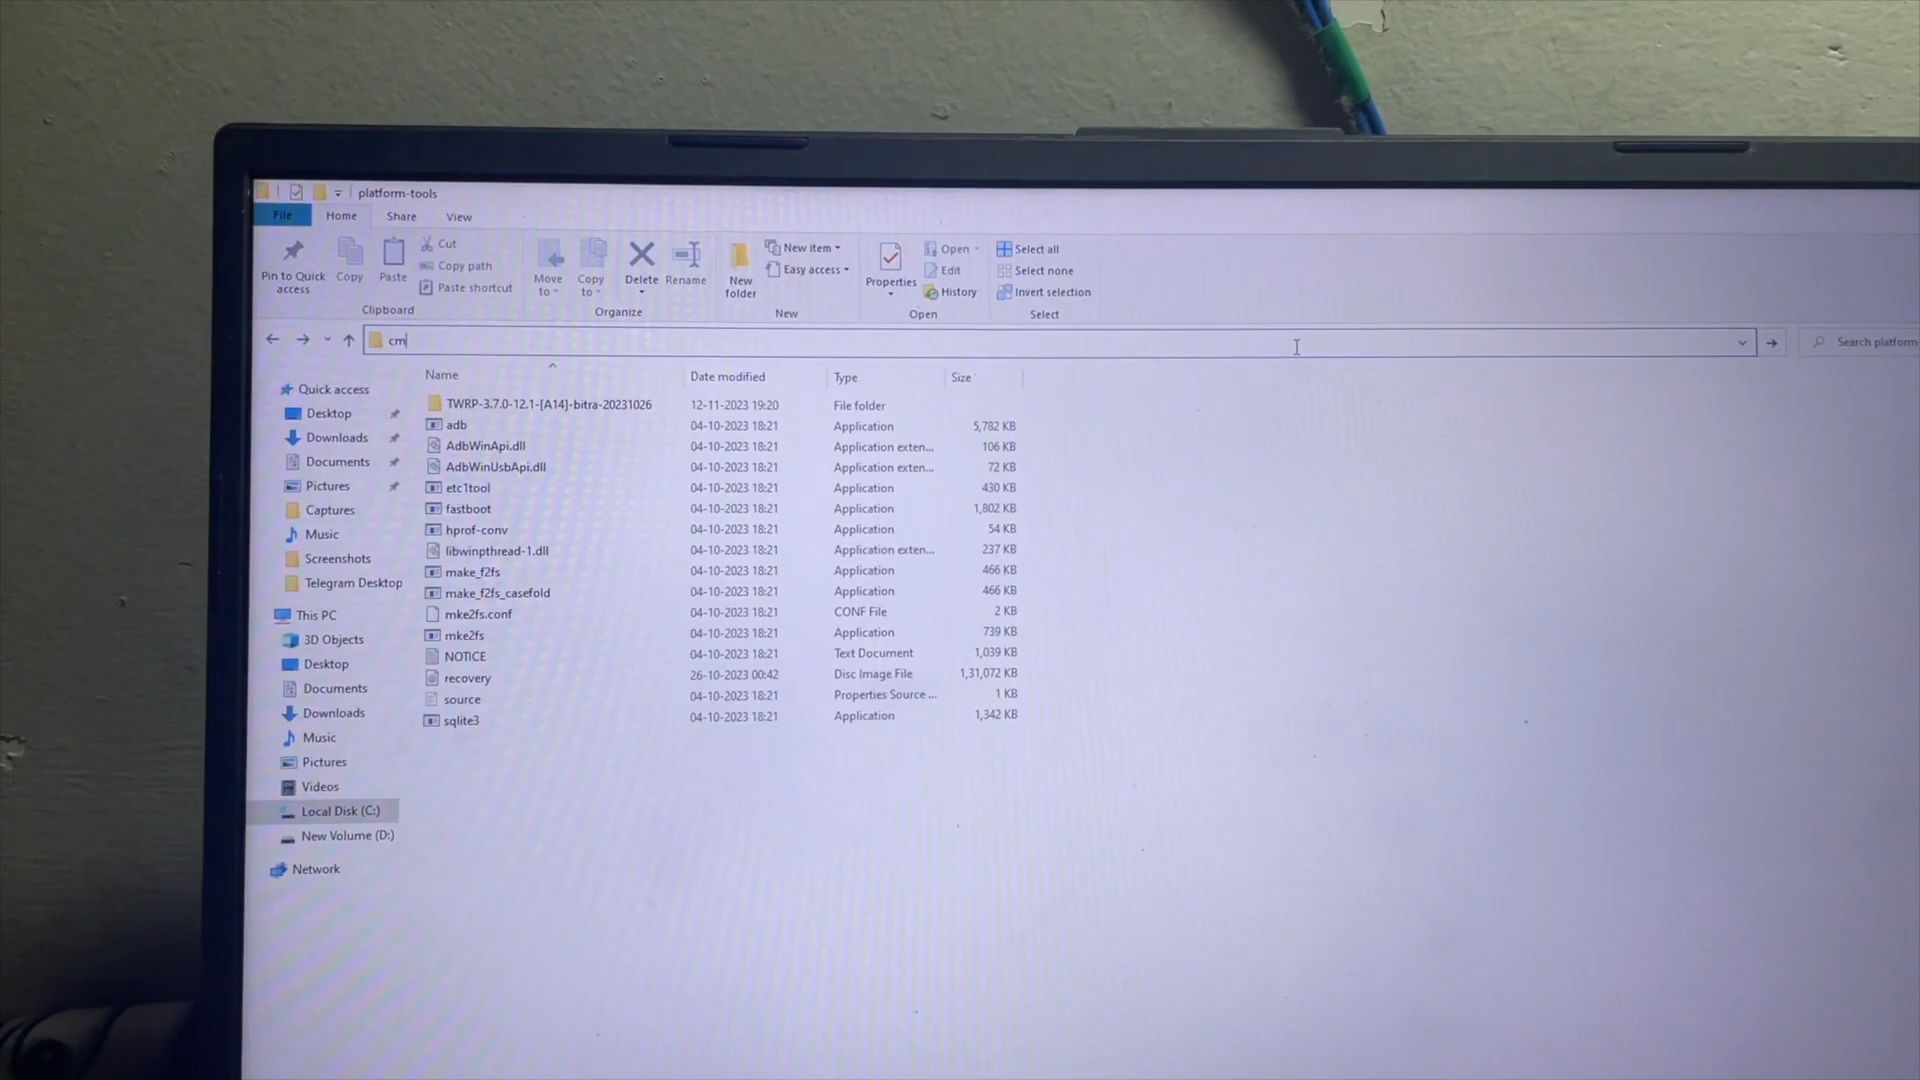 platform-tools
File Home Share View
Pin to Quick access
Copy
Paste
Cut
Copy path
Paste shortcut
Clipboard
Move to
Copy to
Delete
Rename
Organize
New folder
New item
Easy access
New
Properties
Open
Edit
History
Open
Select all
Select none
Invert selection
Select
cm
Search platform-
Name Date modified Type Size
TWRP-3.7.0-12.1-[A14]-bitra-20231026 12-11-2023 19:20 File folder
adb 04-10-2023 18:21 Application 5,782 KB
AdbWinApi.dll 04-10-2023 18:21 Application exten... 106 KB
AdbWinUsbApi.dll 04-10-2023 18:21 Application exten... 72 KB
etc1tool 04-10-2023 18:21 Application 430 KB
fastboot 04-10-2023 18:21 Application 1,802 KB
hprof-conv 04-10-2023 18:21 Application 54 KB
libwinpthread-1.dll 04-10-2023 18:21 Application exten... 237 KB
make_f2fs 04-10-2023 18:21 Application 466 KB
make_f2fs_casefold 04-10-2023 18:21 Application 466 KB
mke2fs.conf 04-10-2023 18:21 CONF File 2 KB
mke2fs 04-10-2023 18:21 Application 739 KB
NOTICE 04-10-2023 18:21 Text Document 1,039 KB
recovery 26-10-2023 00:42 Disc Image File 1,31,072 KB
source 04-10-2023 18:21 Properties Source ... 1 KB
sqlite3 04-10-2023 18:21 Application 1,342 KB
Quick access
Desktop
Downloads
Documents
Pictures
Captures
Music
Screenshots
Telegram Desktop
This PC
3D Objects
Desktop
Documents
Downloads
Music
Pictures
Videos
Local Disk (C:)
New Volume (D:)
Network